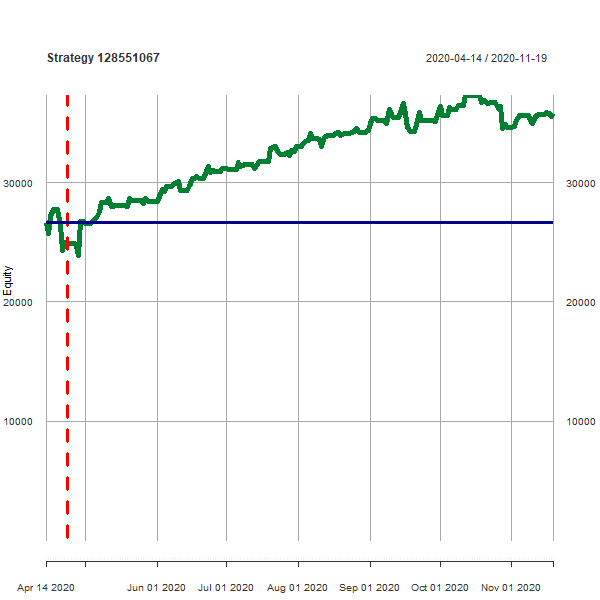 Strategy 128551067
2020-04-14 / 2020-11-19
30000
30000
Equity
20000
20000
10000
10000
Apr 14 2020
Jun 01 2020
Jul 01 2020
Aug 01 2020
Sep 01 2020
Oct 01 2020
Nov 01 2020